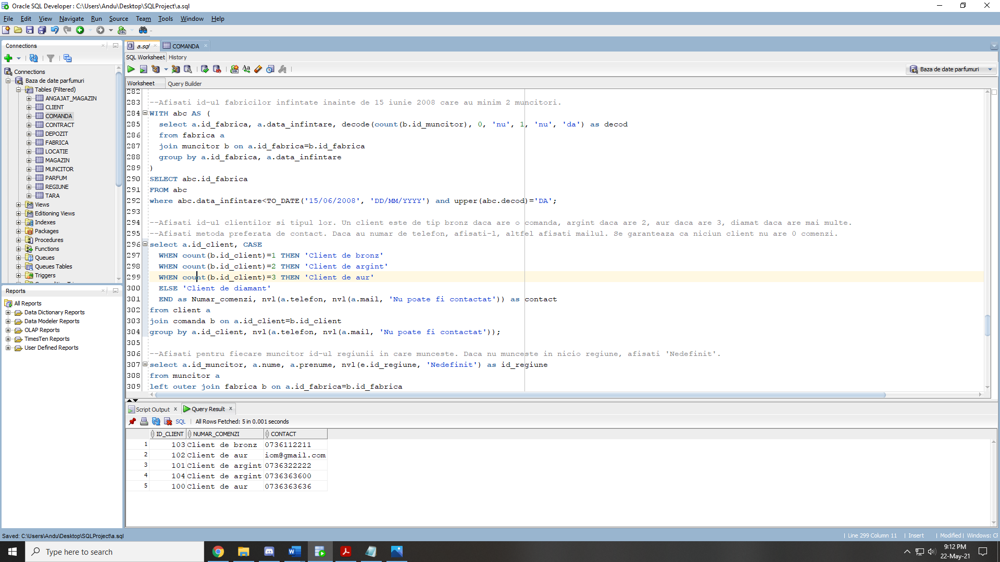 Oracle SQL Developer : C:\Users\Andu\Desktop\SQLProject\a.sql
File Edit View Navigate Run Source Team Tools Window Help
Connections
Connections
Baza de date parfumuri
Tables (Filtered)
ANGAJAT_MAGAZIN
CLIENT
COMANDA
CONTRACT
DEPOZIT
FABRICA
LOCATIE
MAGAZIN
MUNCITOR
PARFUM
REGIUNE
TARA
Views
Editioning Views
Indexes
Packages
Procedures
Functions
Queues
Queues Tables
Triggers
Reports
All Reports
Data Dictionary Reports
Data Modeler Reports
OLAP Reports
TimesTen Reports
User Defined Reports
a.sql COMANDA
SQL Worksheet History
Baza de date parfumuri
Worksheet Query Builder
282
283 --Afisati id-ul fabricilor infintate inainte de 15 iunie 2008 care au minim 2 muncitori.
284 WITH abc AS (
285 select a.id_fabrica, a.data_infintare, decode(count(b.id_muncitor), 0, 'nu', 1, 'nu', 'da') as decod
286 from fabrica a
287 join muncitor b on a.id_fabrica=b.id_fabrica
288 group by a.id_fabrica, a.data_infintare
289 )
290 SELECT abc.id_fabrica
291 FROM abc
292 where abc.data_infintare<TO_DATE('15/06/2008', 'DD/MM/YYYY') and upper(abc.decod)='DA';
293
294 --Afisati id-ul clientilor si tipul lor. Un client este de tip bronz daca are o comanda, argint daca are 2, aur daca are 3, diamat daca are mai multe.
295 --Afisati metoda preferata de contact. Daca au numar de telefon, afisati-l, altfel afisati mailul. Se garanteaza ca niciun client nu are 0 comenzi.
296 select a.id_client, CASE
297 WHEN count(b.id_client)=1 THEN 'Client de bronz'
298 WHEN count(b.id_client)=2 THEN 'Client de argint'
299 WHEN count(b.id_client)=3 THEN 'Client de aur'
300 ELSE 'Client de diamant'
301 END as Numar_comenzi, nvl(a.telefon, nvl(a.mail, 'Nu poate fi contactat')) as contact
302 from client a
303 join comanda b on a.id_client=b.id_client
304 group by a.id_client, nvl(a.telefon, nvl(a.mail, 'Nu poate fi contactat'));
305
306 --Afisati pentru fiecare muncitor id-ul regiunii in care munceste. Daca nu munceste in nicio regiune, afisati 'Nedefinit'.
307 select a.id_muncitor, a.nume, a.prenume, nvl(e.id_regiune, 'Nedefinit') as id_regiune
308 from muncitor a
309 left outer join fabrica b on a.id_fabrica=b.id_fabrica
Script Output Query Result
SQL All Rows Fetched: 5 in 0.001 seconds
ID_CLIENT NUMAR_COMENZI CONTACT
1 103 Client de bronz 0736112211
2 102 Client de aur iom@gmail.com
3 101 Client de argint 0736322222
4 104 Client de argint 0736363600
5 100 Client de aur 0736363636
Saved: C:\Users\Andu\Desktop\SQLProject\a.sql
Line 299 Column 11 Insert Modified Windows: CF
Type here to search
9:12 PM
22-May-21